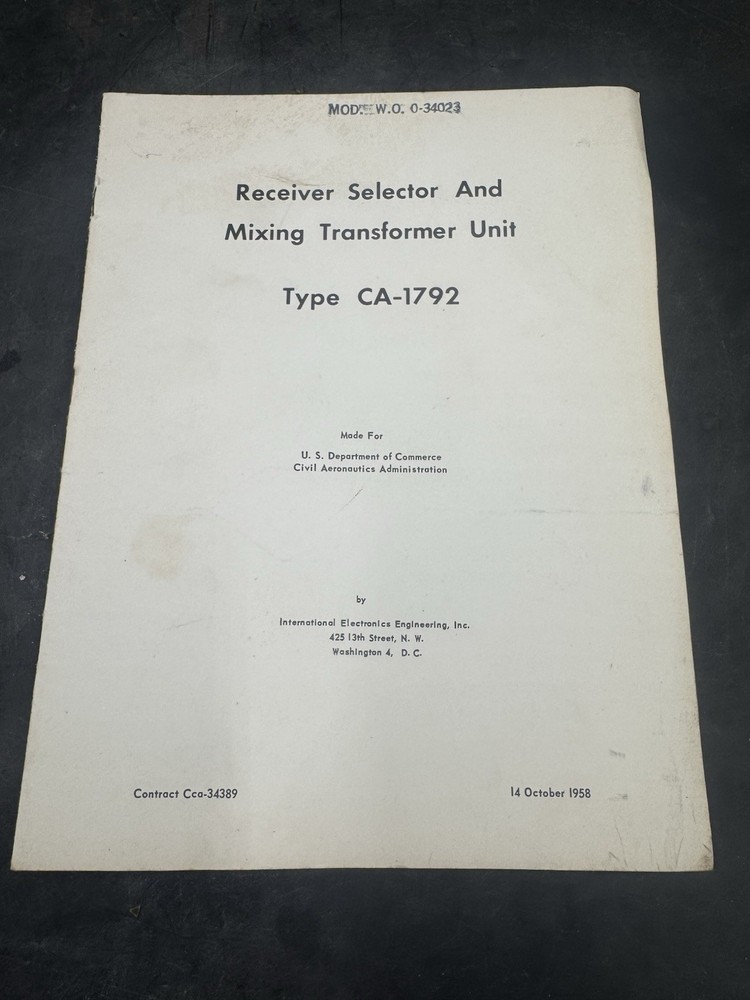 MOD. W.O. 0-34023
Receiver Selector And
Mixing Transformer Unit
Type CA-1792
Made For
U. S. Department of Commerce
Civil Aeronautics Administration
by
International Electronics Engineering, Inc.
425 13th Street, N. W.
Washington 4, D. C.
Contract Cca-34389
14 October 1958